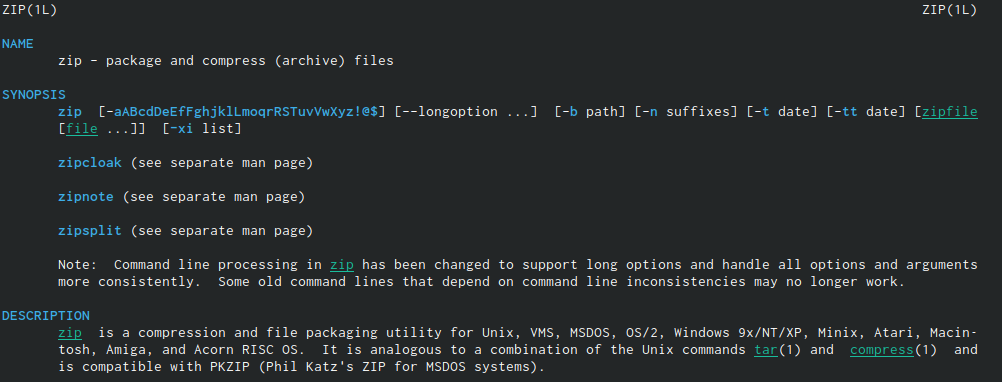 ZIP(1L) ZIP(1L)
NAME
zip - package and compress (archive) files
SYNOPSIS
zip [-aABcdDeEfFghjklLmoqrRSTuvVwXyz!@$] [--longoption ...] [-b path] [-n suffixes] [-t date] [-tt date] [zipfile
[file ...]] [-xi list]
zipcloak (see separate man page)
zipnote (see separate man page)
zipsplit (see separate man page)
Note: Command line processing in zip has been changed to support long options and handle all options and arguments
more consistently. Some old command lines that depend on command line inconsistencies may no longer work.
DESCRIPTION
zip is a compression and file packaging utility for Unix, VMS, MSDOS, OS/2, Windows 9x/NT/XP, Minix, Atari, Macin-
tosh, Amiga, and Acorn RISC OS. It is analogous to a combination of the Unix commands tar(1) and compress(1) and
is compatible with PKZIP (Phil Katz's ZIP for MSDOS systems).